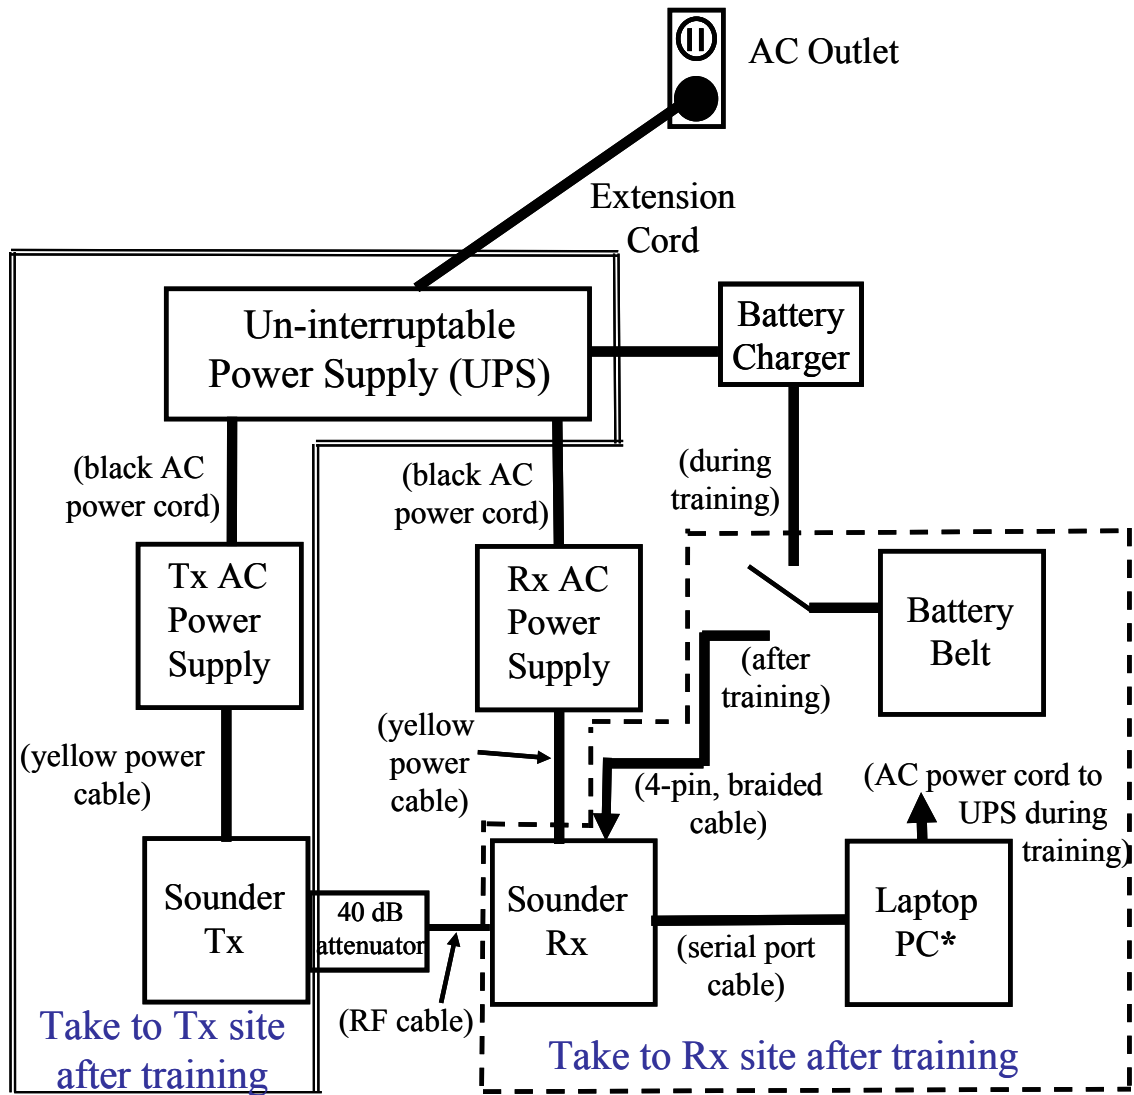 AC Outlet
Extension
Cord
Un-interruptable
Power Supply (UPS)
Battery
Charger
(black AC
power cord)
(black AC
power cord)
(during
training)
Tx AC
Power
Supply
Rx AC
Power
Supply
Battery
Belt
(after
training)
(yellow power
cable)
(yellow
power
cable)
(4-pin, braided
cable)
(AC power cord to
UPS during
training)
Sounder
Tx
40 dB
attenuator
Sounder
Rx
(serial port
cable)
Laptop
PC*
(RF cable)
Take to Tx site
after training
Take to Rx site after training